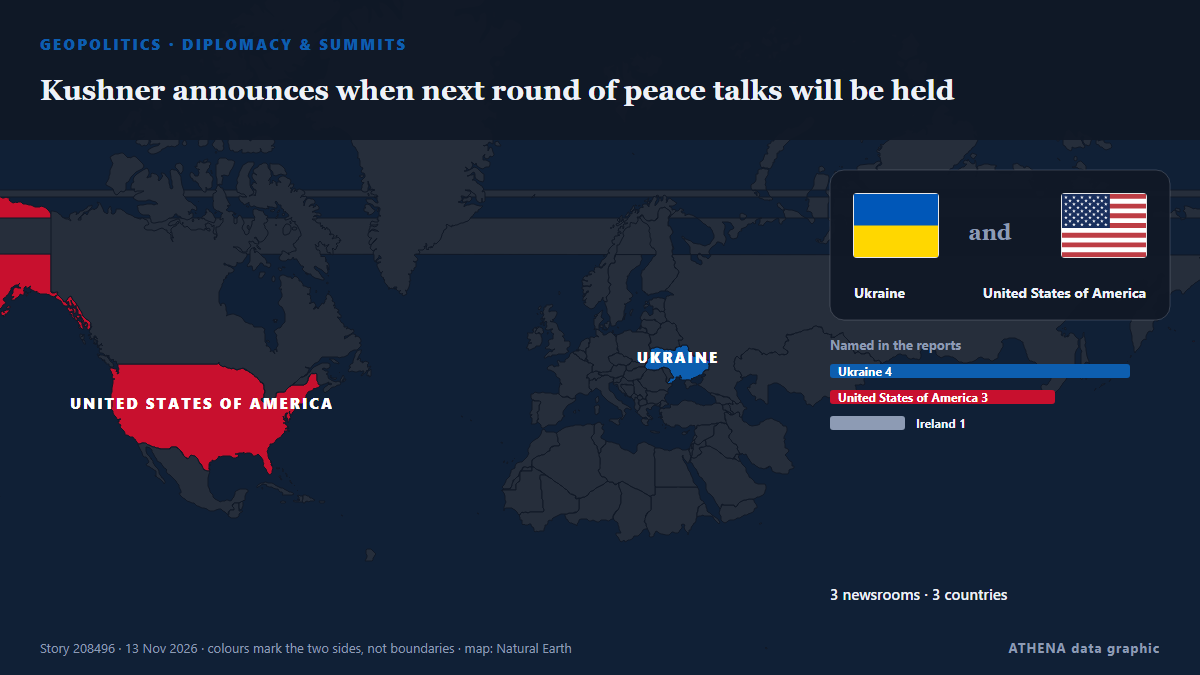 GEOPOLITICS · DIPLOMACY & SUMMITS
Kushner announces when next round of peace talks will be held
and
Ukraine
United States of America
Named in the reports
Ukraine 4
United States of America 3
Ireland 1
UKRAINE
UNITED STATES OF AMERICA
3 newsrooms · 3 countries
Story 208496 · 13 Nov 2026 · colours mark the two sides, not boundaries · map: Natural Earth
ATHENA data graphic